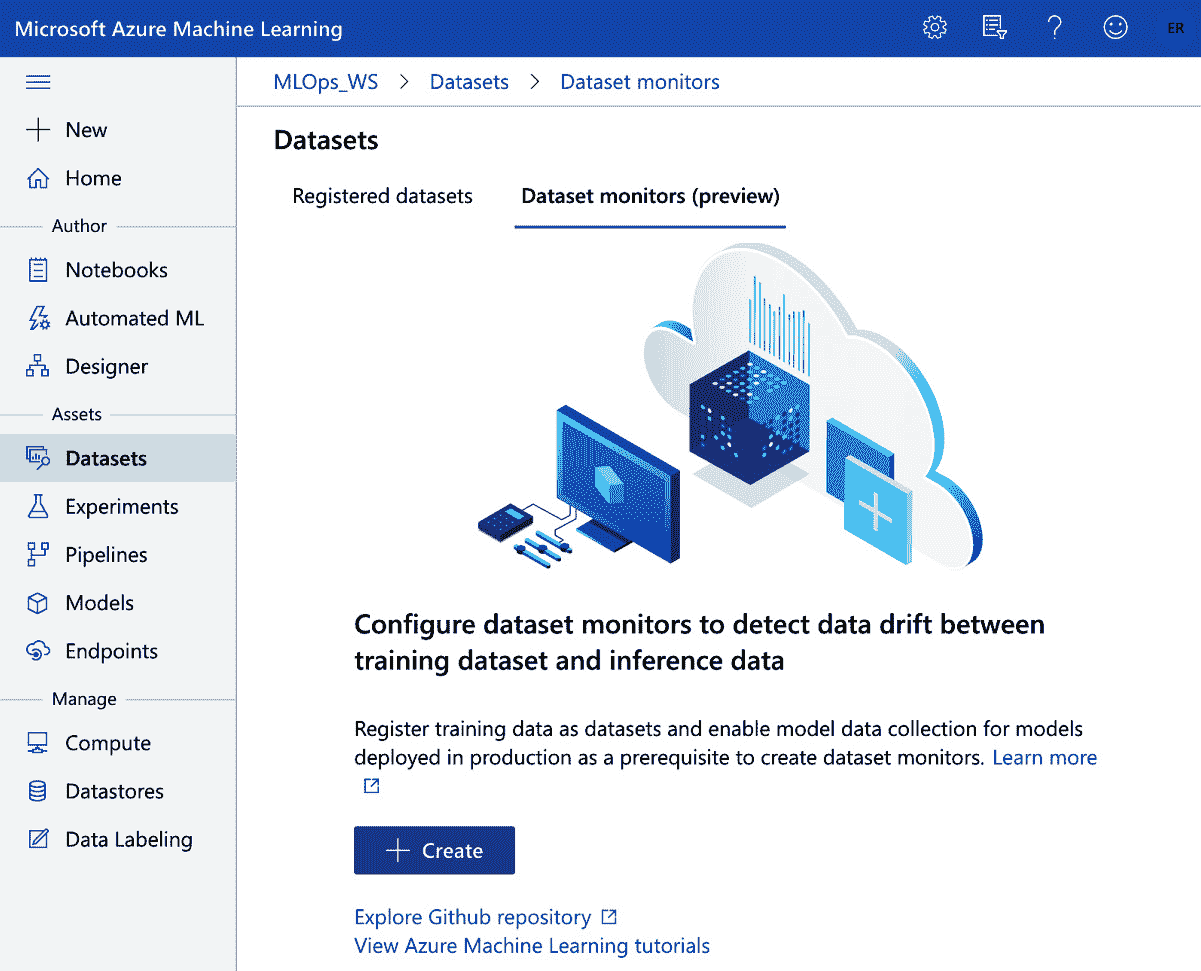 Microsoft Azure Machine Learning
ER
MLOps_WS > Datasets > Dataset monitors
New
Home
Author
Notebooks
Automated ML
Designer
Assets
Datasets
Experiments
Pipelines
Models
Endpoints
Manage
Compute
Datastores
Data Labeling
Datasets
Registered datasets
Dataset monitors (preview)
Configure dataset monitors to detect data drift between
training dataset and inference data
Register training data as datasets and enable model data collection for models
deployed in production as a prerequisite to create dataset monitors. Learn more
Create
Explore Github repository
View Azure Machine Learning tutorials